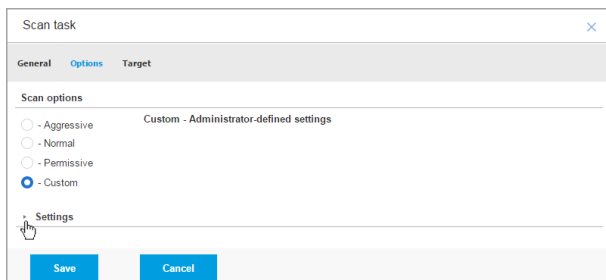 Scan task
General Options Target
Scan options
- Aggressive
Custom - Administrator-defined settings
- Normal
- Permissive
- Custom
Settings
Save Cancel